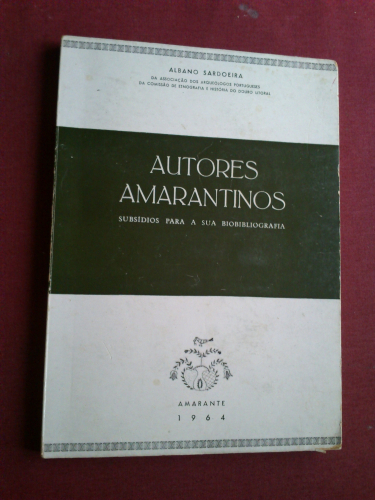 ALBANO SARDOEIRA
DA ASSOCIAÇÃO DOS ARQUEÓLOGOS PORTUGUESES
DA COMISSÃO DE ETNOGRAFIA E HISTÓRIA DO DOURO LITORAL
AUTORES
AMARANTINOS
SUBSÍDIOS PARA A SUA BIOBIBLIOGRAFIA
AMARANTE
1964